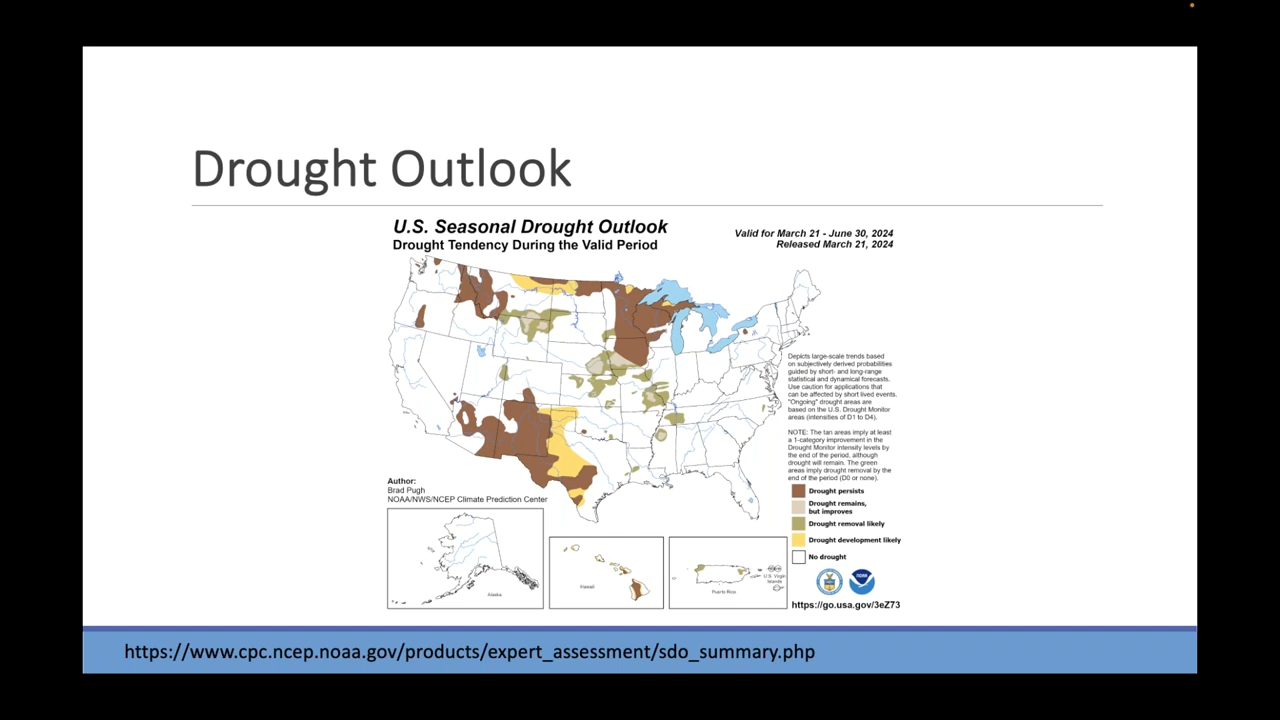 Drought Outlook
U.S. Seasonal Drought Outlook
Drought Tendency During the Valid Period
Valid for March 21 - June 30, 2024
Released March 21, 2024
Depicts large-scale trends based
on subjectively derived probabilities
guided by short- and long-range
statistical and dynamical forecasts.
Use caution for applications that
can be affected by short lived events.
"Ongoing" drought areas are
based on the U.S. Drought Monitor
areas (intensities of D1 to D4).
NOTE: The tan areas imply at least
a 1-category improvement in the
Drought Monitor intensity levels by
the end of the period, although
drought will remain. The green
areas imply drought removal by the
end of the period (D0 or none).
Author:
Brad Pugh
NOAA/NWS/NCEP Climate Prediction Center
Drought persists
Drought remains,
but improves
Drought removal likely
Drought development likely
No drought
Alaska
Hawaii
Puerto Rico
U.S. Virgin
Islands
NOAA
https://go.usa.gov/3eZ73
https://www.cpc.ncep.noaa.gov/products/expert_assessment/sdo_summary.php